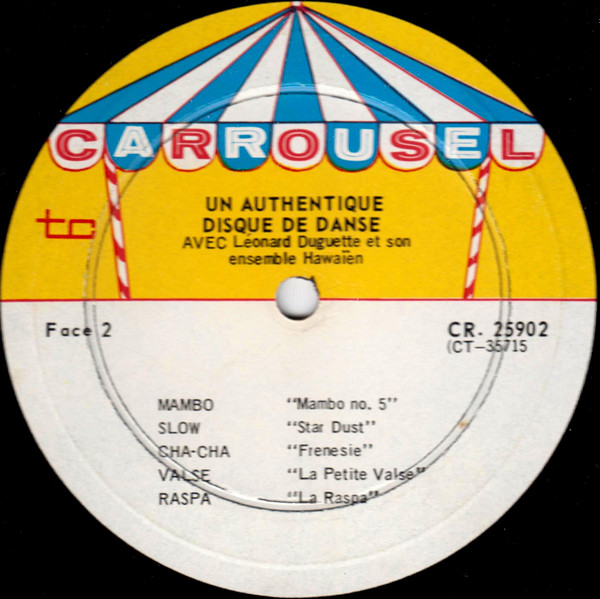 CARROUSEL
UN AUTHENTIQUE
DISQUE DE DANSE
AVEC Léonard Duguette et son
ensemble Hawaïen
tc
Face 2 CR. 25902
(CT-35715
MAMBO "Mambo no. 5"
SLOW "Star Dust"
CHA-CHA "Frenesie"
VALSE "La Petite Valse"
RASPA "La Raspa"